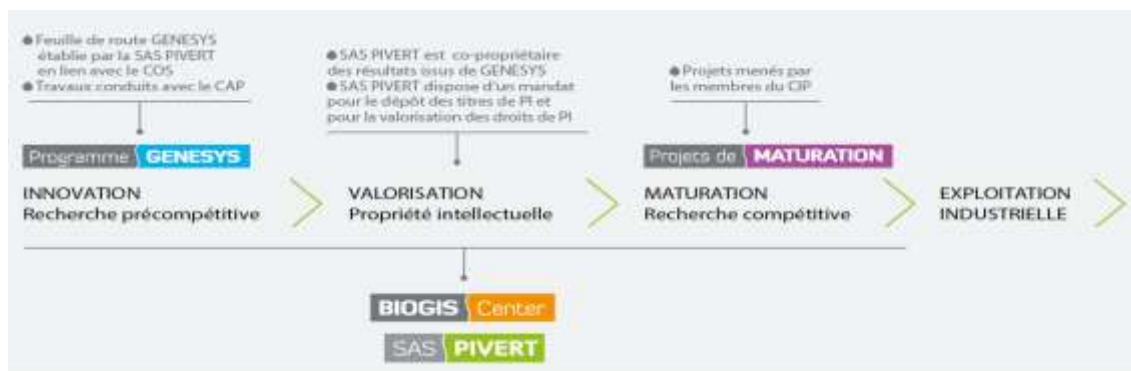 ● Feuille de route GENESYS
établie par la SAS PIVERT
en lien avec le COS
● Travaux conduits avec le CAP
● SAS PIVERT est co-propriétaire
des résultats issus de GENESYS
● SAS PIVERT dispose d'un mandat
pour le dépôt des titres de PI et
pour la valorisation des droits de PI
● Projets menés par
les membres du CIP
Programme GENESYS
Projets de MATURATION
INNOVATION
Recherche précompétitive
VALORISATION
Propriété intellectuelle
MATURATION
Recherche compétitive
EXPLOITATION
INDUSTRIELLE
BIOGIS Center
SAS PIVERT